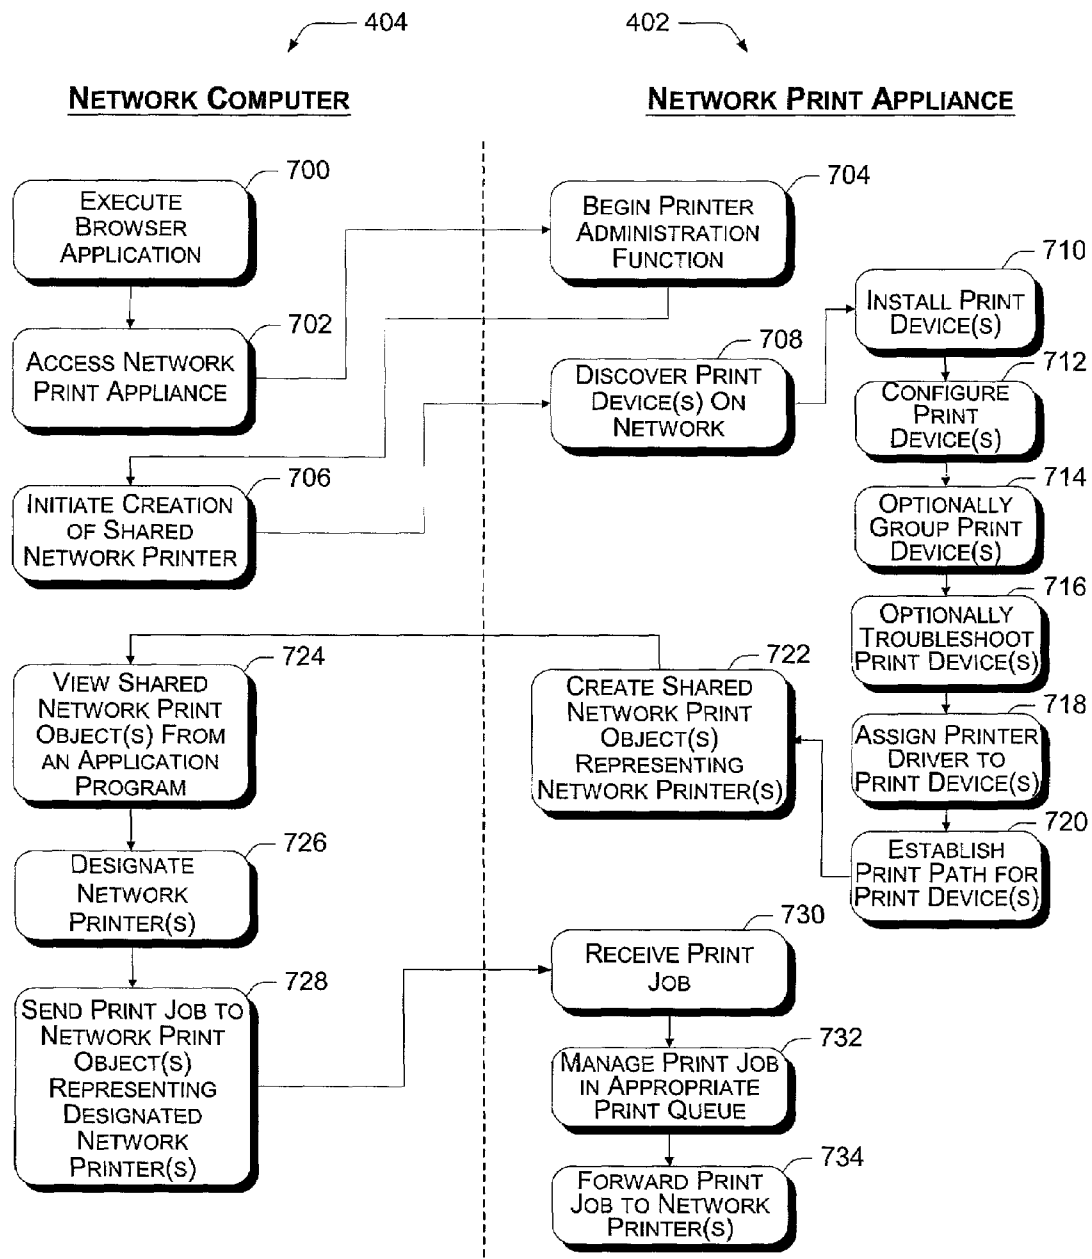 404
402
NETWORK COMPUTER
NETWORK PRINT APPLIANCE
700
EXECUTE
BROWSER
APPLICATION
704
BEGIN PRINTER
ADMINISTRATION
FUNCTION
702
ACCESS NETWORK
PRINT APPLIANCE
706
INITIATE CREATION
OF SHARED
NETWORK PRINTER
708
DISCOVER PRINT
DEVICE(S) ON
NETWORK
710
INSTALL PRINT
DEVICE(S)
712
CONFIGURE
PRINT
DEVICE(S)
714
OPTIONALLY
GROUP PRINT
DEVICE(S)
716
OPTIONALLY
TROUBLESHOOT
PRINT DEVICE(S)
718
ASSIGN PRINTER
DRIVER TO
PRINT DEVICE(S)
720
ESTABLISH
PRINT PATH FOR
PRINT DEVICE(S)
722
CREATE SHARED
NETWORK PRINT
OBJECT(S)
REPRESENTING
NETWORK PRINTER(S)
724
VIEW SHARED
NETWORK PRINT
OBJECT(S) FROM
AN APPLICATION
PROGRAM
726
DESIGNATE
NETWORK
PRINTER(S)
728
SEND PRINT JOB TO
NETWORK PRINT
OBJECT(S)
REPRESENTING
DESIGNATED
NETWORK
PRINTER(S)
730
RECEIVE PRINT
JOB
732
MANAGE PRINT JOB
IN APPROPRIATE
PRINT QUEUE
734
FORWARD PRINT
JOB TO NETWORK
PRINTER(S)